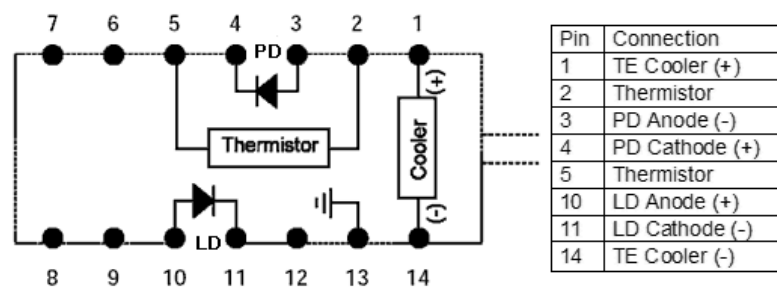 7 6 5 4 3 2 1
PD
(+)
Thermistor
Cooler
(-)
LD
8 9 10 11 12 13 14
Pin Connection
1 TE Cooler (+)
2 Thermistor
3 PD Anode (-)
4 PD Cathode (+)
5 Thermistor
10 LD Anode (+)
11 LD Cathode (-)
14 TE Cooler (-)